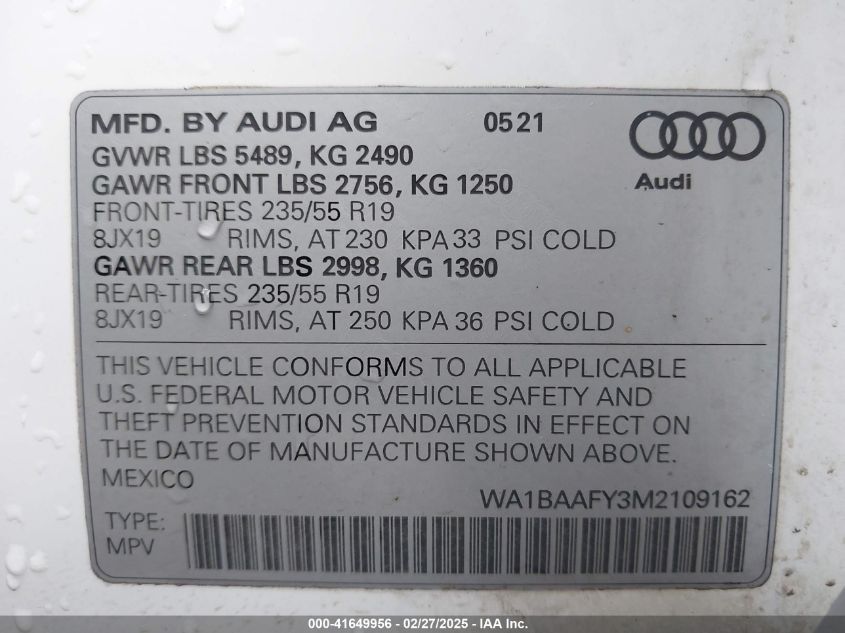 MFD. BY AUDI AG 0521
GVWR LBS 5489, KG 2490
GAWR FRONT LBS 2756, KG 1250
Audi
FRONT-TIRES 235/55 R19
8JX19 RIMS, AT 230 KPA 33 PSI COLD
GAWR REAR LBS 2998, KG 1360
REAR-TIRES 235/55 R19
8JX19 RIMS, AT 250 KPA 36 PSI COLD
THIS VEHICLE CONFORMS TO ALL APPLICABLE
U.S. FEDERAL MOTOR VEHICLE SAFETY AND
THEFT PREVENTION STANDARDS IN EFFECT ON
THE DATE OF MANUFACTURE SHOWN ABOVE.
MEXICO
WA1BAAFY3M2109162
TYPE:
MPV
000-41649956 - 02/27/2025 - IAA Inc.